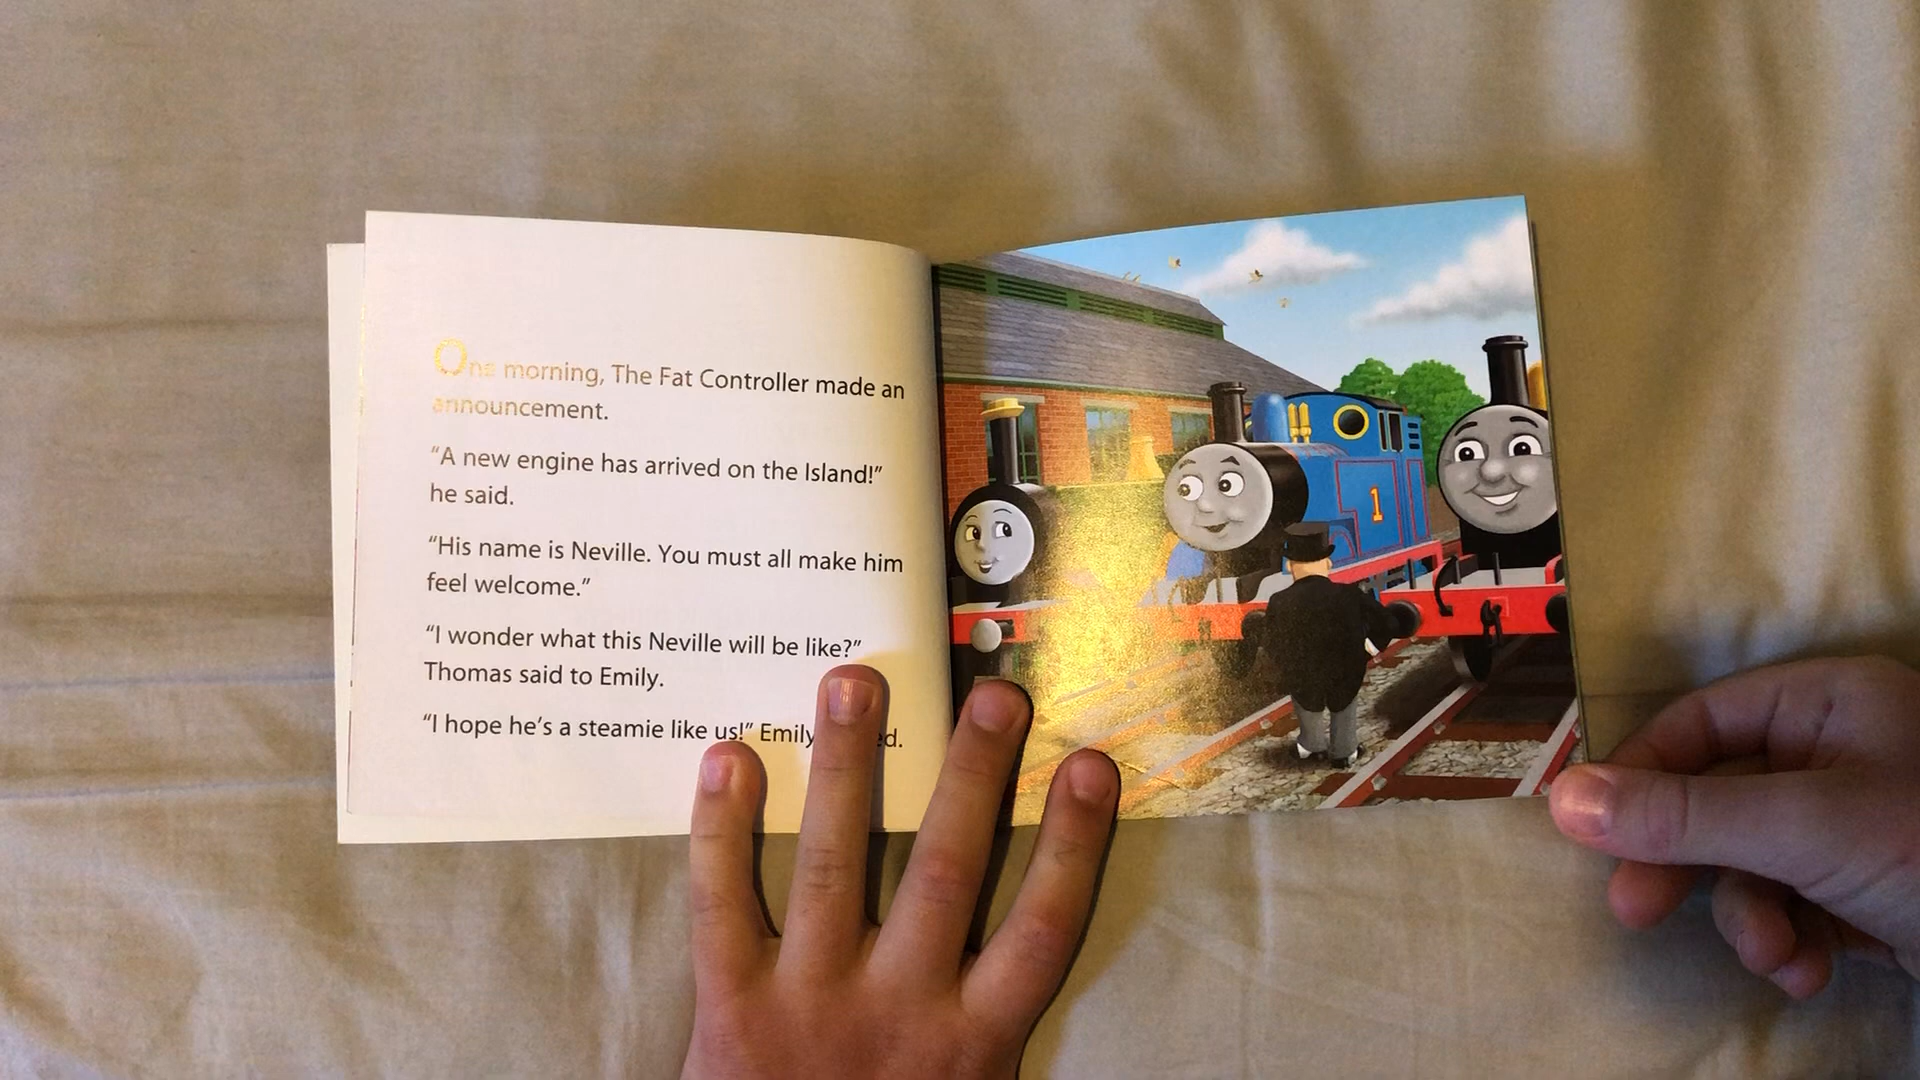 One morning, The Fat Controller made an
announcement.
“A new engine has arrived on the Island!”
he said.
“His name is Neville. You must all make him
feel welcome.”
“I wonder what this Neville will be like?”
Thomas said to Emily.
“I hope he’s a steamie like us!” Emily
1